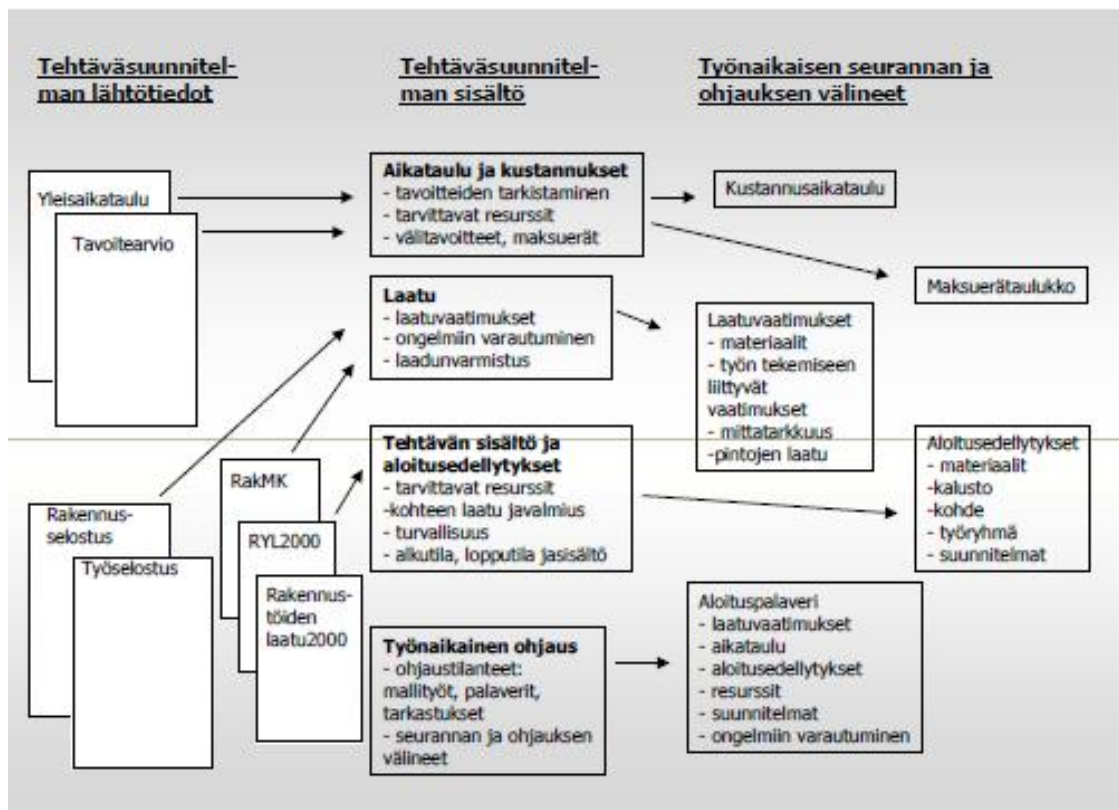 Tehtäväsuunnitel-
man lähtötiedot
Tehtäväsuunnitel-
man sisältö
Työnaikaisen seurannan ja
ohjauksen välineet
Yleisaikataulu
Tavoitearvio
Rakennus-
selostus
Työselostus
RakMK
RYL2000
Rakennus-
töiden
laatu2000
Aikataulu ja kustannukset
- tavoitteiden tarkistaminen
- tarvittavat resurssit
- välitavoitteet, maksuerät
Laatu
- laatuvaatimukset
- ongelmiin varautuminen
- laadunvarmistus
Tehtävän sisältö ja
aloitusedellytykset
- tarvittavat resurssit
-kohteen laatu javalmius
- turvallisuus
- alkutila, lopputila jasisältö
Työnaikainen ohjaus
- ohjaustilanteet:
mallityöt, palaverit,
tarkastukset
- seurannan ja ohjauksen
välineet
Kustannusaikataulu
Maksuerätaulukko
Laatuvaatimukset
- materiaalit
- työn tekemiseen
liittyvät
vaatimukset
- mittatarkkuus
-pintojen laatu
Aloitusedellytykset
- materiaalit
-kalusto
-kohde
- työryhmä
- suunnitelmat
Aloituspalaveri
- laatuvaatimukset
- aikataulu
- aloitusedellytykset
- resurssit
- suunnitelmat
- ongelmiin varautuminen